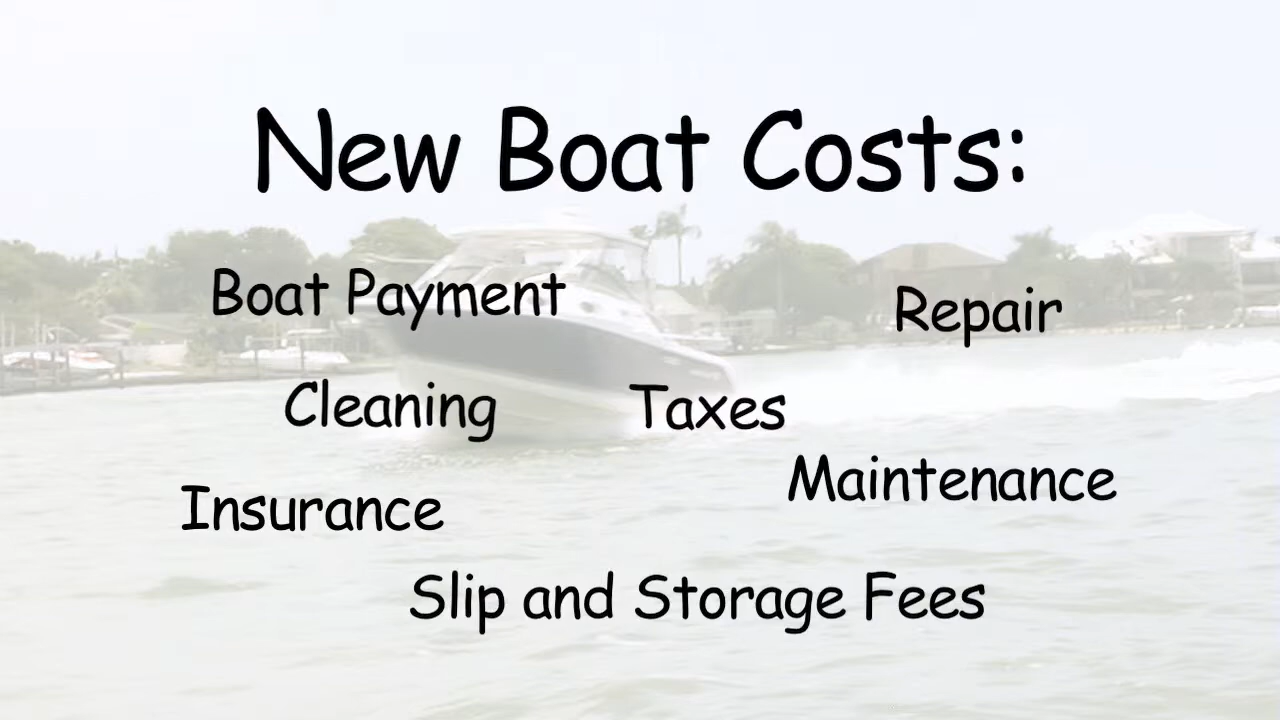 New Boat Costs:
Boat Payment
Repair
Cleaning
Taxes
Maintenance
Insurance
Slip and Storage Fees